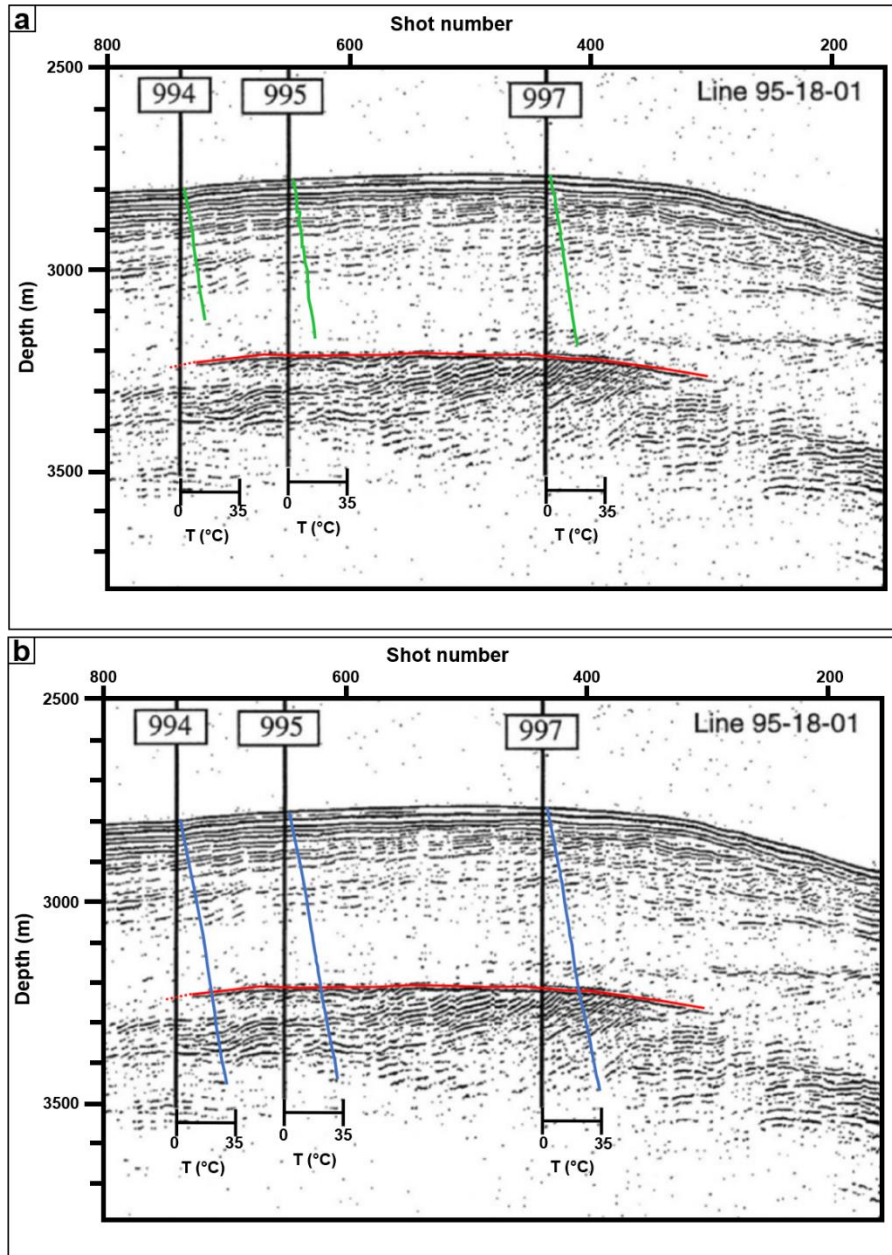 a
Shot number
800 600 400 200
2500
994 995 997 Line 95-18-01
3000
Depth (m)
3500
0 35 0 35 0 35
T (°C) T (°C) T (°C)
b
Shot number
800 600 400 200
2500
994 995 997 Line 95-18-01
3000
Depth (m)
3500
0 35 0 35 0 35
T (°C) T (°C) T (°C)